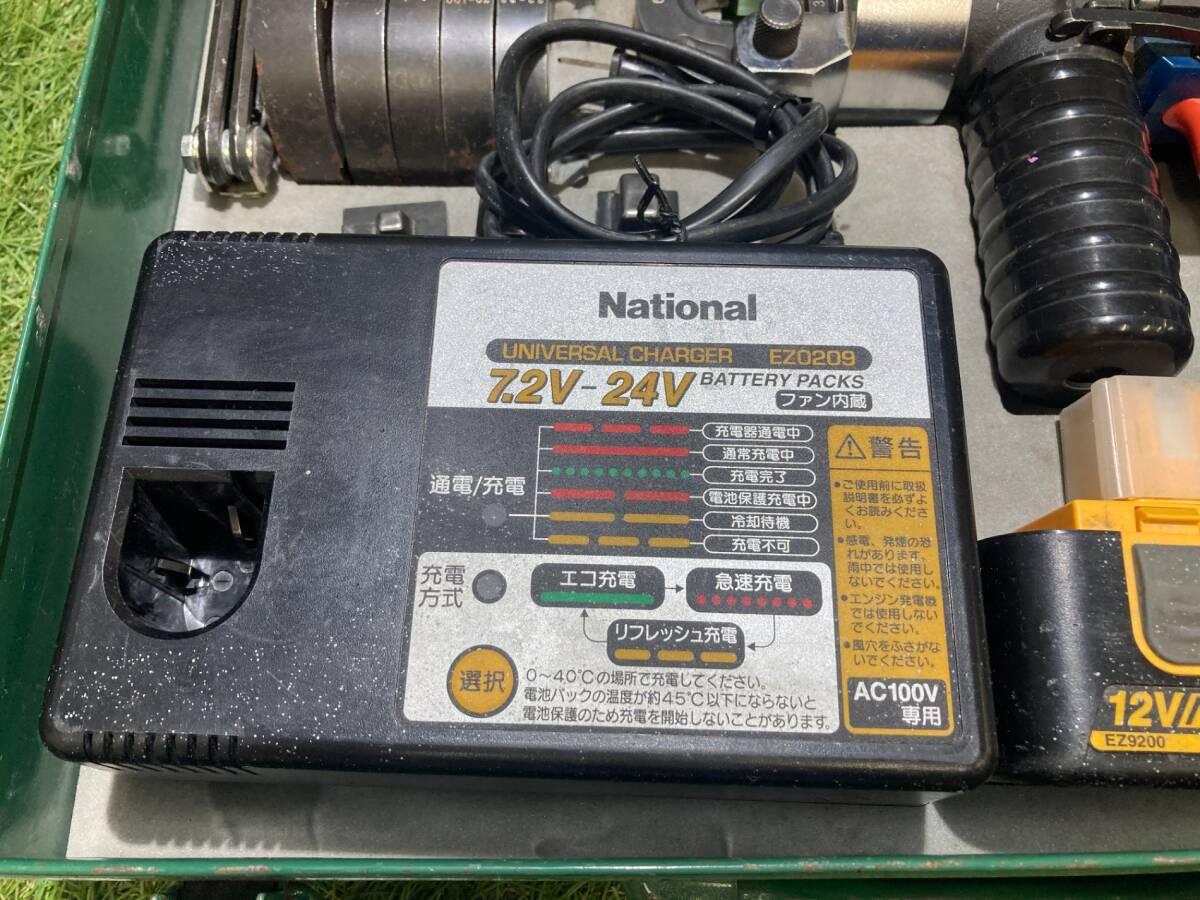 National
UNIVERSAL CHARGER EZ0209
7.2V-24V BATTERY PACKS
ファン内蔵
通電/充電
充電器通電中
通常充電中
充電完了
電池保護充電中
冷却待機
充電不可
充電
方式
エコ充電
急速充電
リフレッシュ充電
選択
0~40℃の場所で充電してください。
電池パックの温度が約45℃以下にならないと
電池保護のため充電を開始しないことがあります。
警告
●ご使用前に取扱
説明書を必ずよ
くお読みくださ
い。
●感電、発煙の恐
れがあります。
雨中では使用し
ないでください。
●エンジン発電機
では使用しない
でください。
●風穴をふさがな
いでください。
AC100V
専用
12V
EZ9200